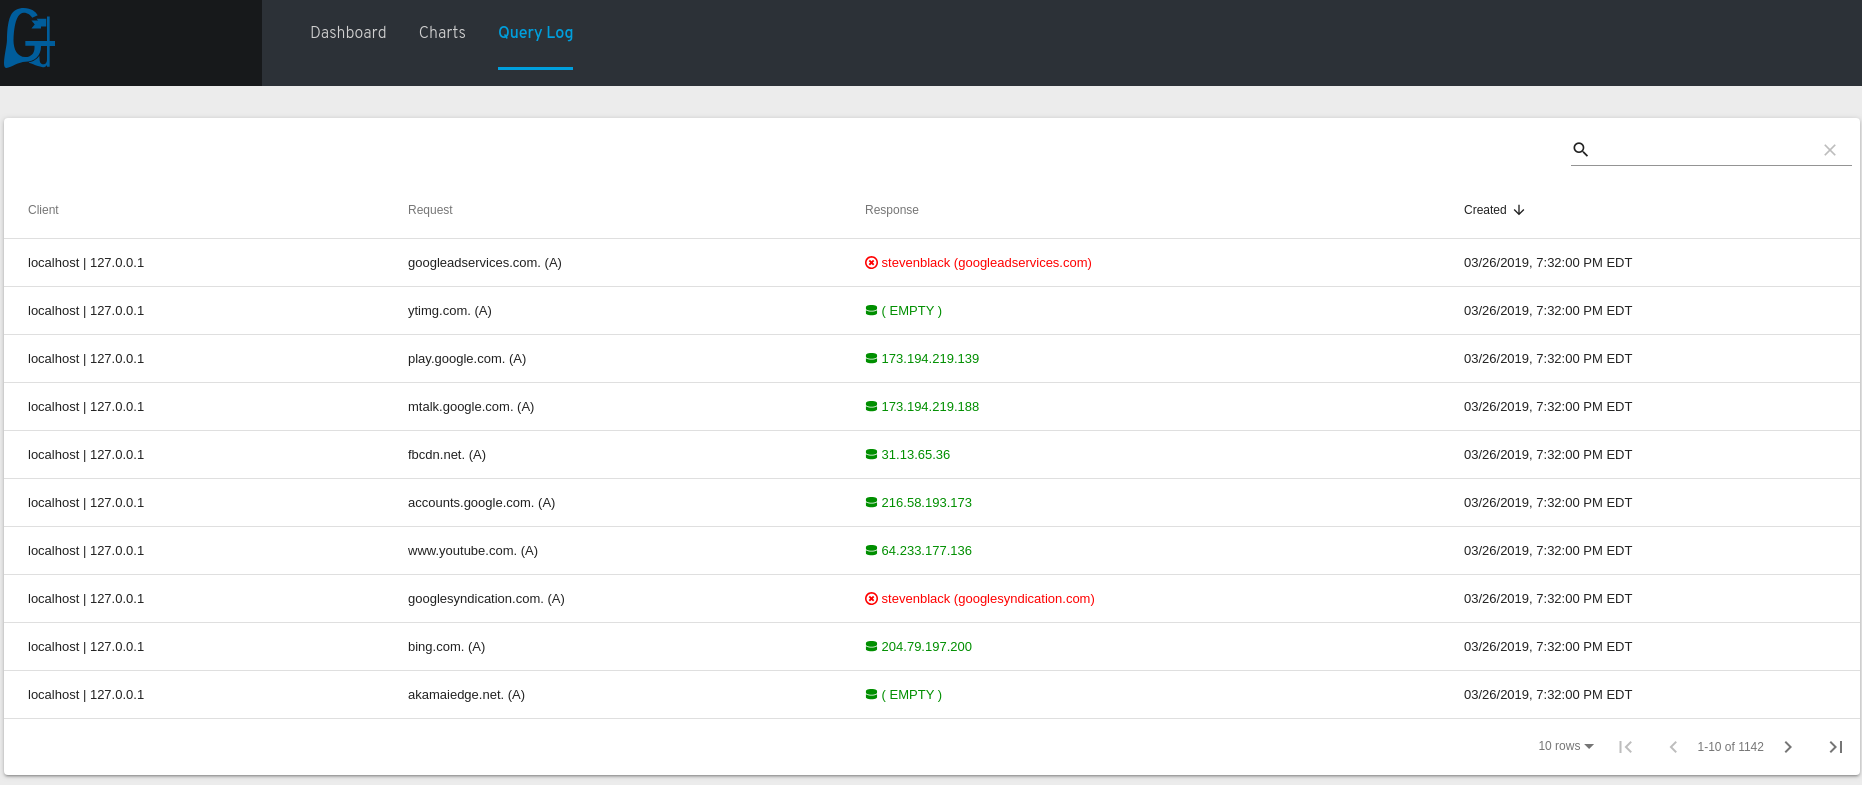 Dashboard Charts Query Log
Client Request Response Created
localhost | 127.0.0.1 googleadservices.com. (A) stevenblack (googleadservices.com) 03/26/2019, 7:32:00 PM EDT
localhost | 127.0.0.1 ytimg.com. (A) ( EMPTY ) 03/26/2019, 7:32:00 PM EDT
localhost | 127.0.0.1 play.google.com. (A) 173.194.219.139 03/26/2019, 7:32:00 PM EDT
localhost | 127.0.0.1 mtalk.google.com. (A) 173.194.219.188 03/26/2019, 7:32:00 PM EDT
localhost | 127.0.0.1 fbcdn.net. (A) 31.13.65.36 03/26/2019, 7:32:00 PM EDT
localhost | 127.0.0.1 accounts.google.com. (A) 216.58.193.173 03/26/2019, 7:32:00 PM EDT
localhost | 127.0.0.1 www.youtube.com. (A) 64.233.177.136 03/26/2019, 7:32:00 PM EDT
localhost | 127.0.0.1 googlesyndication.com. (A) stevenblack (googlesyndication.com) 03/26/2019, 7:32:00 PM EDT
localhost | 127.0.0.1 bing.com. (A) 204.79.197.200 03/26/2019, 7:32:00 PM EDT
localhost | 127.0.0.1 akamaiedge.net. (A) ( EMPTY ) 03/26/2019, 7:32:00 PM EDT
10 rows 1-10 of 1142